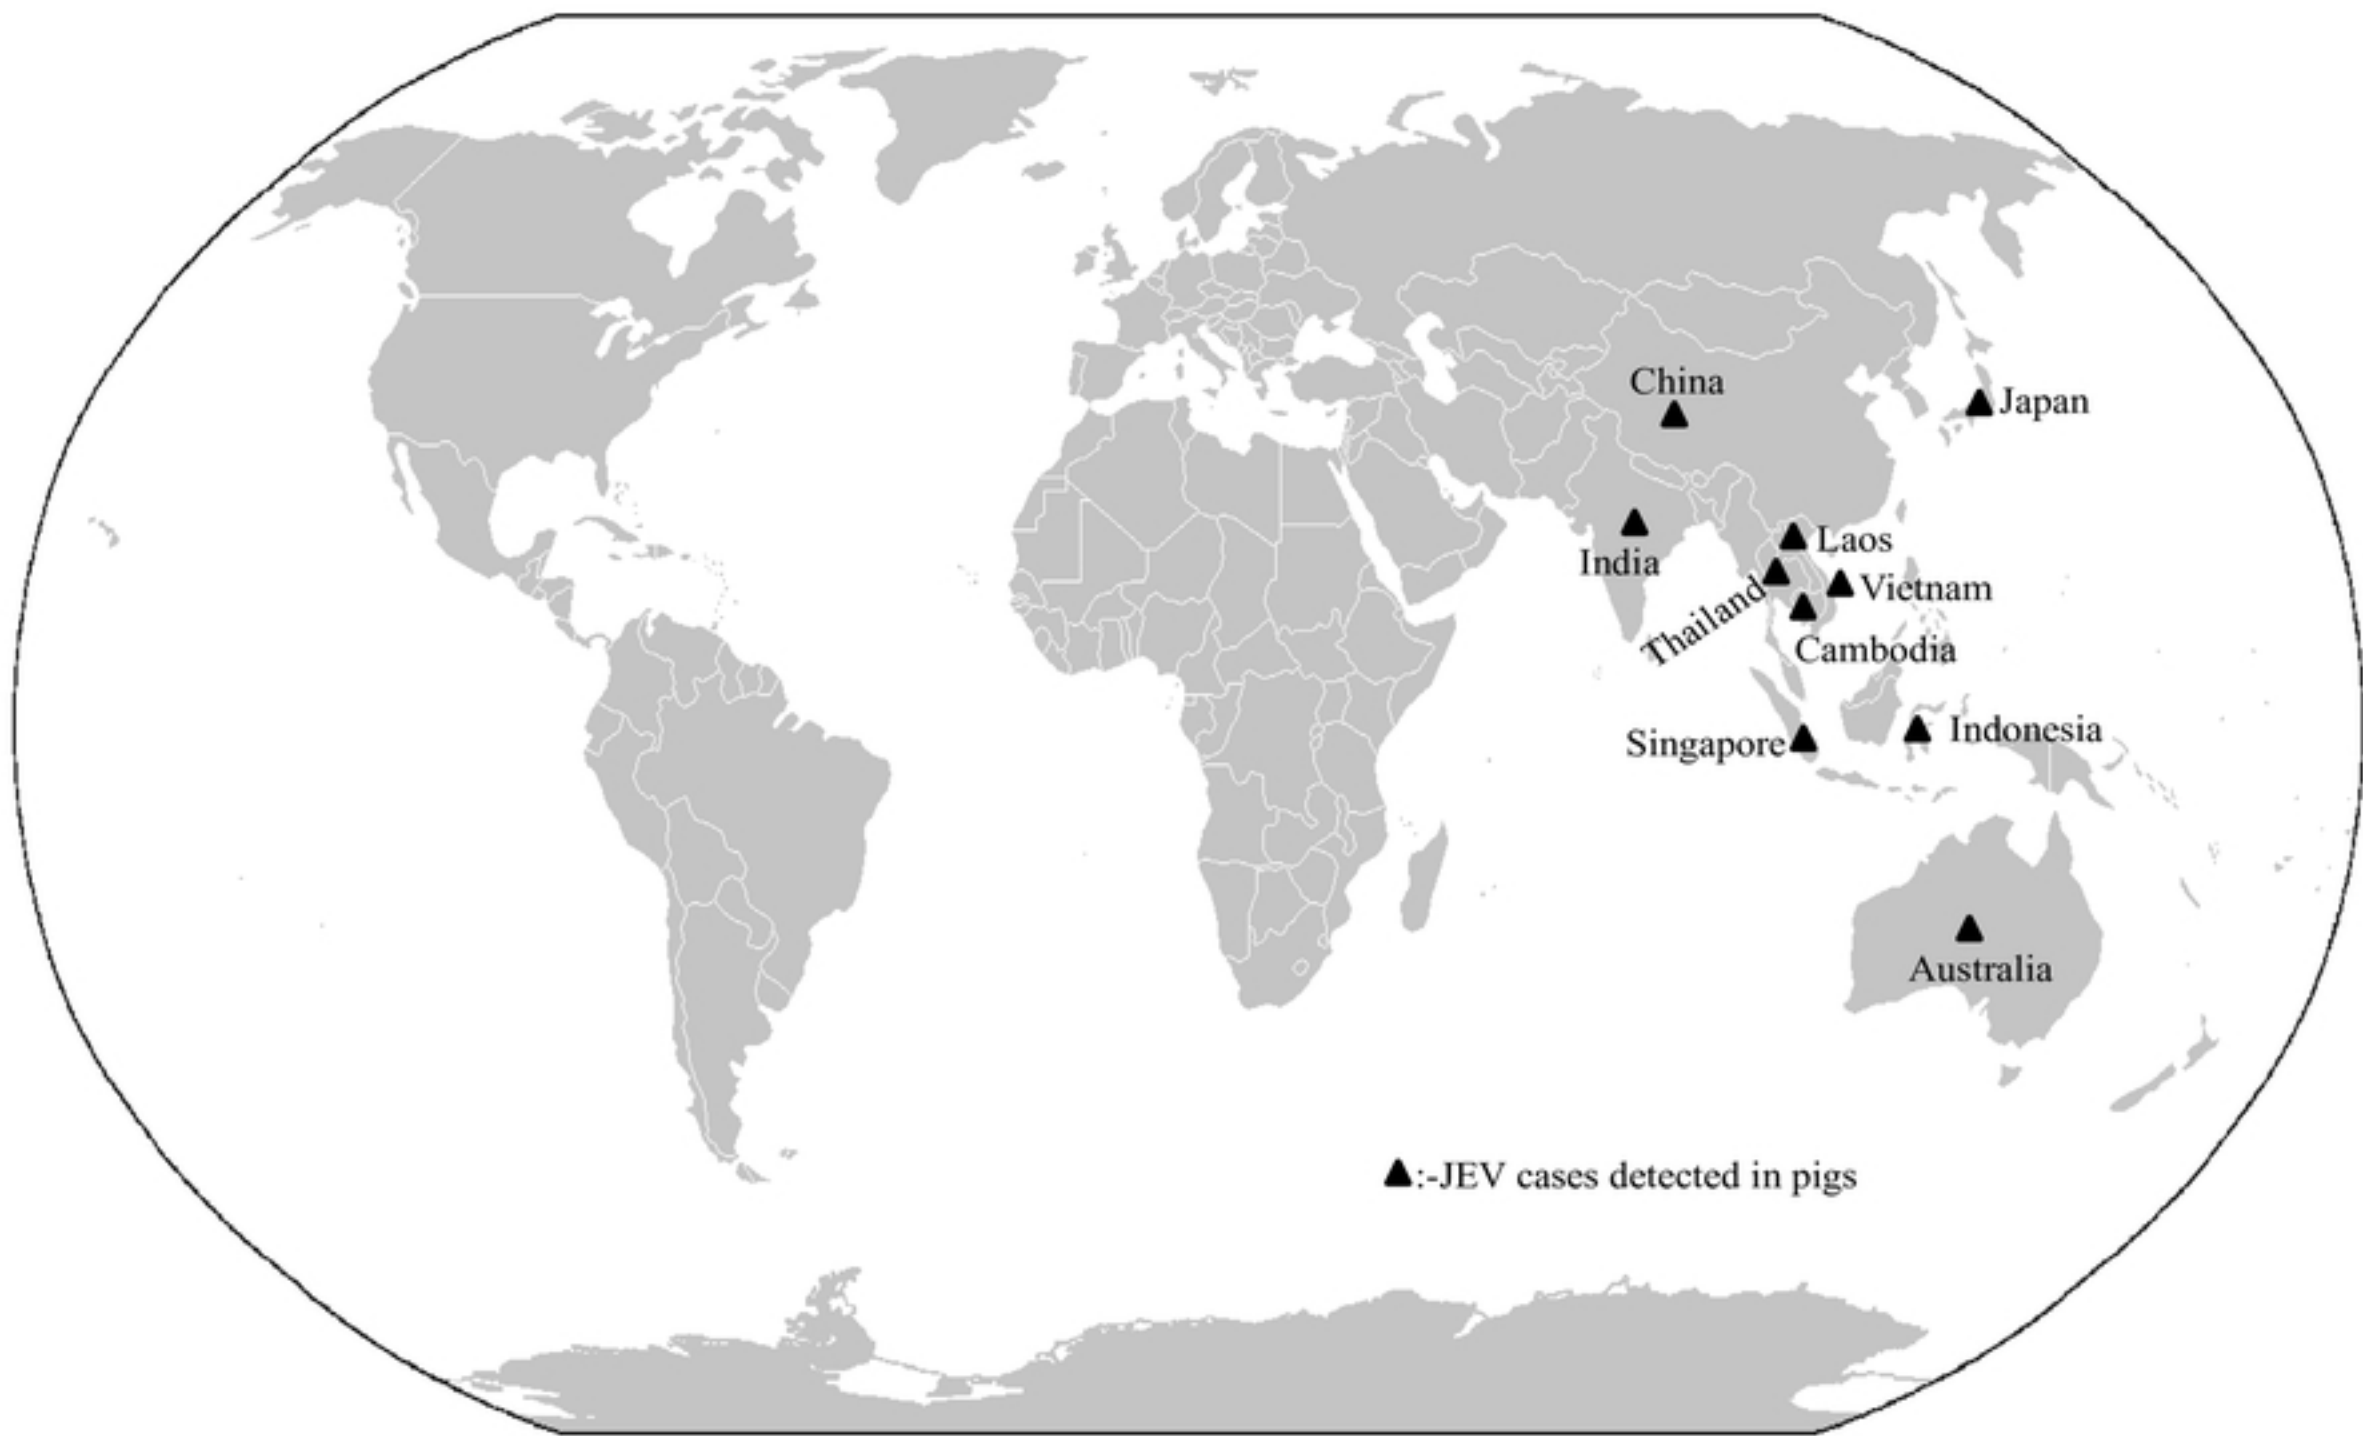 China
Japan
India
Laos
Thailand
Vietnam
Cambodia
Singapore
Indonesia
Australia
▲:-JEV cases detected in pigs